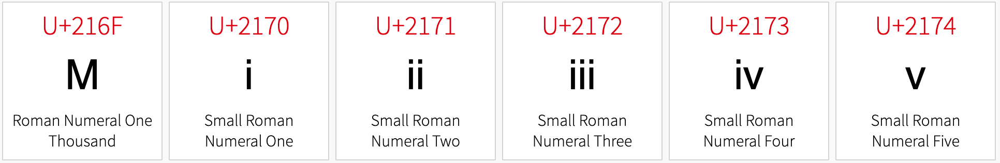 U+216F
Ⅿ
Roman Numeral One
Thousand
U+2170
ⅰ
Small Roman
Numeral One
U+2171
ⅱ
Small Roman
Numeral Two
U+2172
ⅲ
Small Roman
Numeral Three
U+2173
ⅳ
Small Roman
Numeral Four
U+2174
ⅴ
Small Roman
Numeral Five